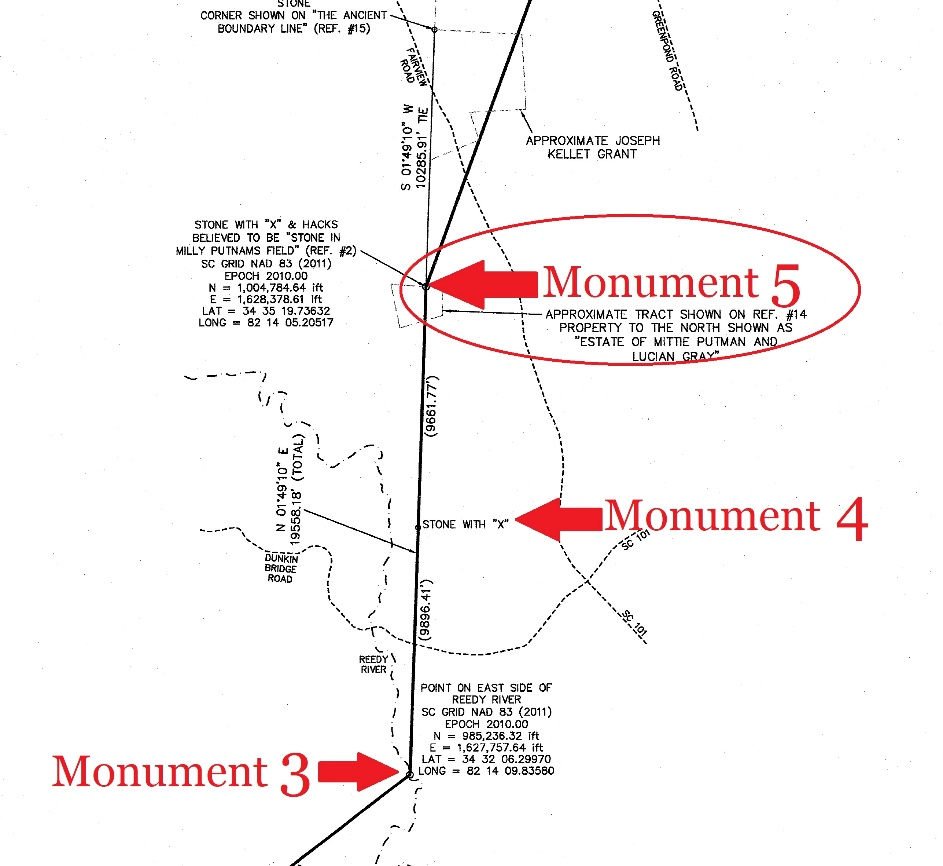 STONE
CORNER SHOWN ON "THE ANCIENT
BOUNDARY LINE" (REF. #15)
FAIRVIEW
ROAD
GREENPOND ROAD
S 01°49'10" W
10285.91' TIE
APPROXIMATE JOSEPH
KELLET GRANT
STONE WITH "X" & HACKS
BELIEVED TO BE "STONE IN
MILLY PUTNAMS FIELD" (REF. #2)
SC GRID NAD 83 (2011)
EPOCH 2010.00
N = 1,004,784.64 ift
E = 1,628,378.61 ift
LAT = 34 35 19.73632
LONG = 82 14 05.20517
Monument 5
APPROXIMATE TRACT SHOWN ON REF. #14
PROPERTY TO THE NORTH SHOWN AS
"ESTATE OF MITTIE PUTMAN AND
LUCIAN GRAY"
(9661.77')
N 01°49'10" E
19558.18' (TOTAL)
STONE WITH "X"
Monument 4
SC 101
DUNKIN
BRIDGE
ROAD
(9896.41')
SC 101
REEDY
RIVER
POINT ON EAST SIDE OF
REEDY RIVER
SC GRID NAD 83 (2011)
EPOCH 2010.00
N = 985,236.32 ift
E = 1,627,757.64 ift
LAT = 34 32 06.29970
LONG = 82 14 09.83580
Monument 3